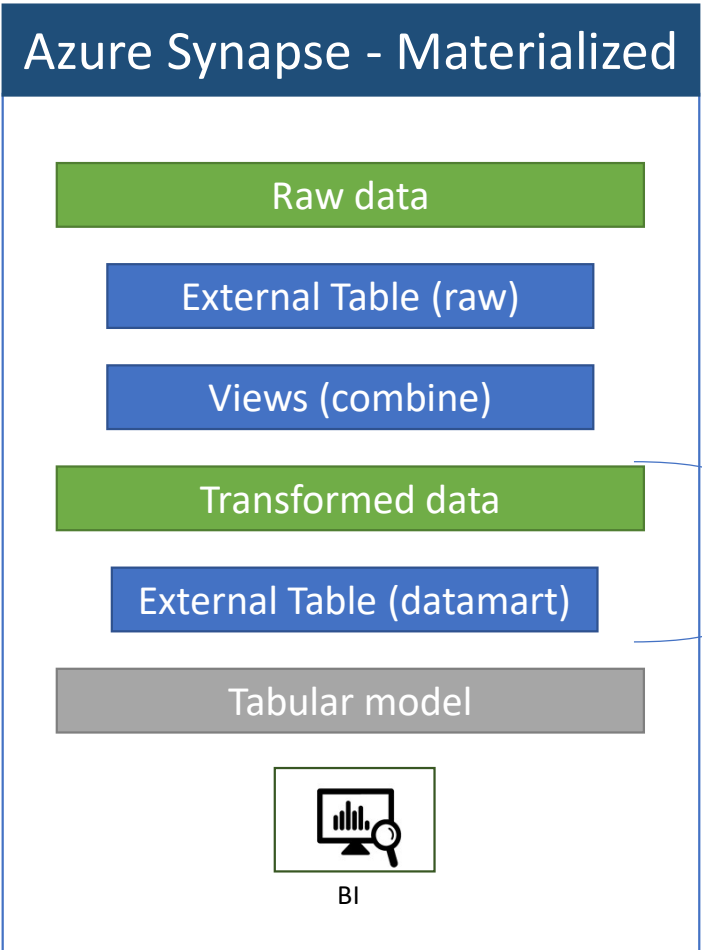 Azure Synapse - Materialized
Raw data
External Table (raw)
Views (combine)
Transformed data
External Table (datamart)
Tabular model
BI